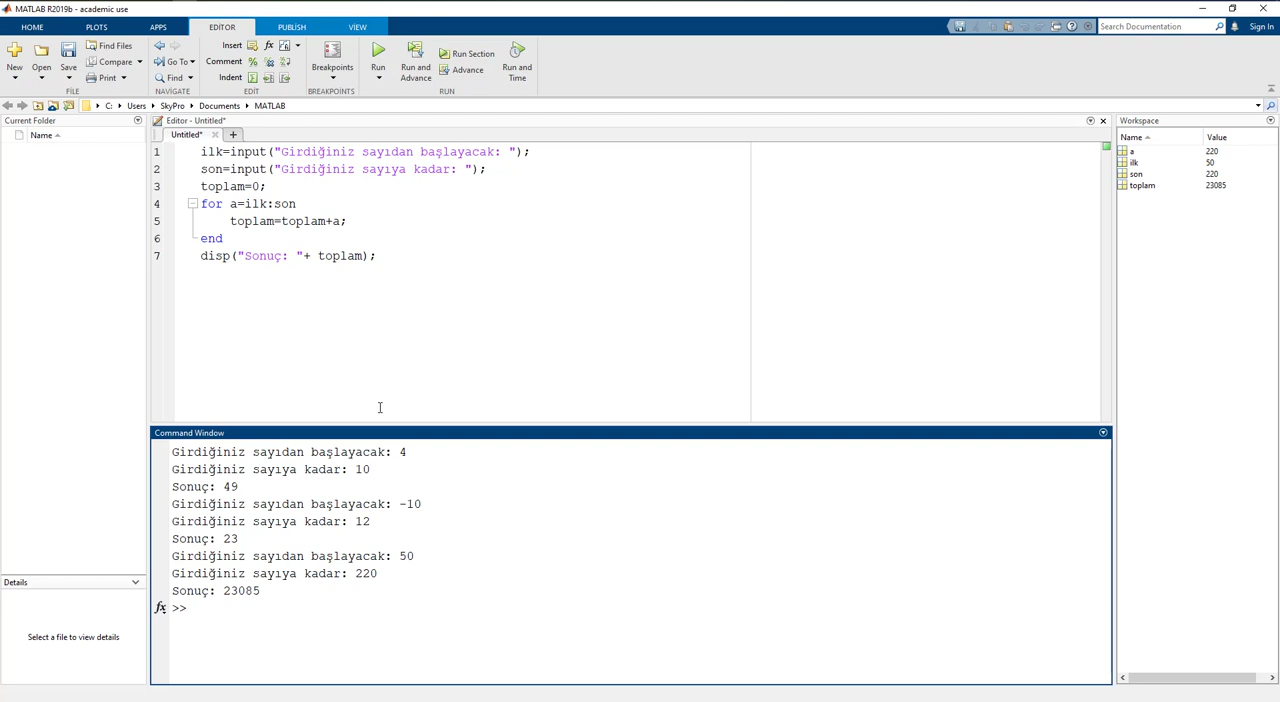 MATLAB R2019b - academic use
HOME PLOTS APPS EDITOR PUBLISH VIEW Search Documentation Sign In
New Open Save Find Files Compare Print
Go To Find
Insert fx Comment % Indent
Breakpoints
Run Run and Advance Run Section Advance Run and Time
FILE NAVIGATE EDIT BREAKPOINTS RUN
C: Users SkyPro Documents MATLAB
Current Folder
Name
Editor - Untitled*
Untitled*
1 ilk=input("Girdiğiniz sayıdan başlayacak: ");
2 son=input("Girdiğiniz sayıya kadar: ");
3 toplam=0;
4 for a=ilk:son
5 toplam=toplam+a;
6 end
7 disp("Sonuç: "+ toplam);
Command Window
Girdiğiniz sayıdan başlayacak: 4
Girdiğiniz sayıya kadar: 10
Sonuç: 49
Girdiğiniz sayıdan başlayacak: -10
Girdiğiniz sayıya kadar: 12
Sonuç: 23
Girdiğiniz sayıdan başlayacak: 50
Girdiğiniz sayıya kadar: 220
Sonuç: 23085
fx >>
Details
Select a file to view details
Workspace
Name Value
a 220
ilk 50
son 220
toplam 23085